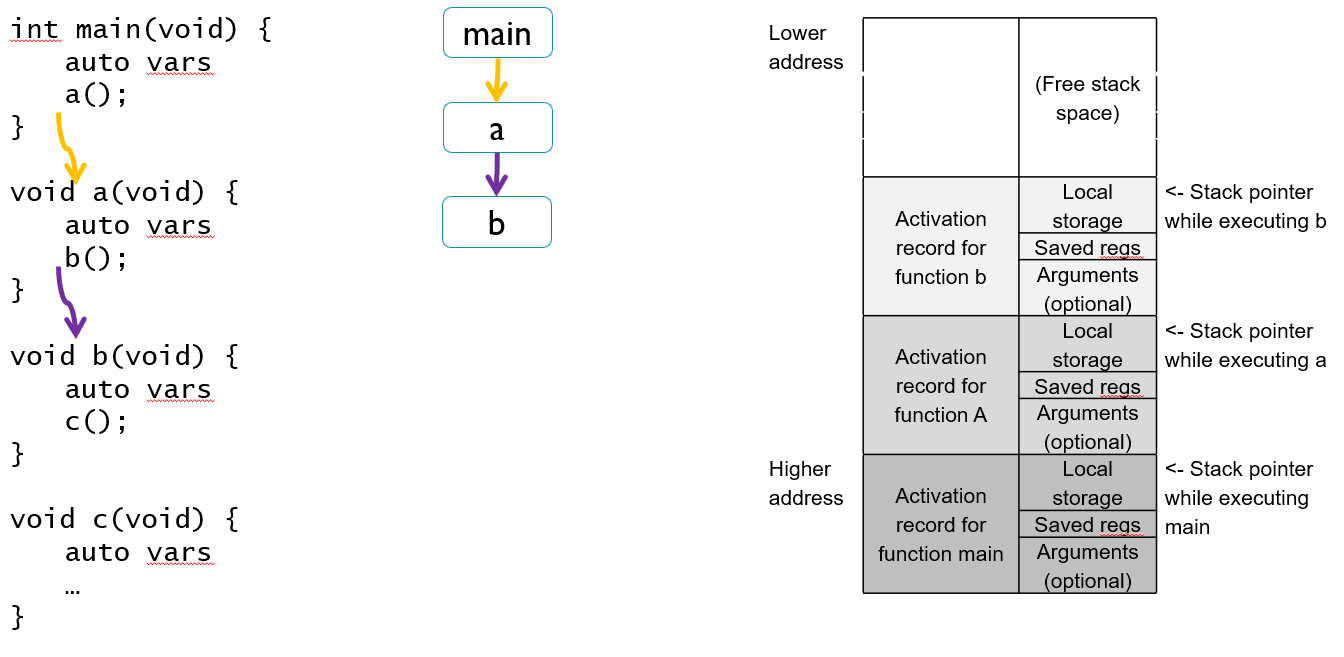 int main(void) {
auto vars
a();
}
void a(void) {
auto vars
b();
}
void b(void) {
auto vars
c();
}
void c(void) {
auto vars
…
}
main
a
b
Lower
address
(Free stack
space)
Activation
record for
function b
Local
storage
Saved regs
Arguments
(optional)
<- Stack pointer
while executing b
Activation
record for
function A
Local
storage
Saved regs
Arguments
(optional)
<- Stack pointer
while executing a
Higher
address
Activation
record for
function main
Local
storage
Saved regs
Arguments
(optional)
<- Stack pointer
while executing
main